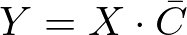 Y = X · C̄